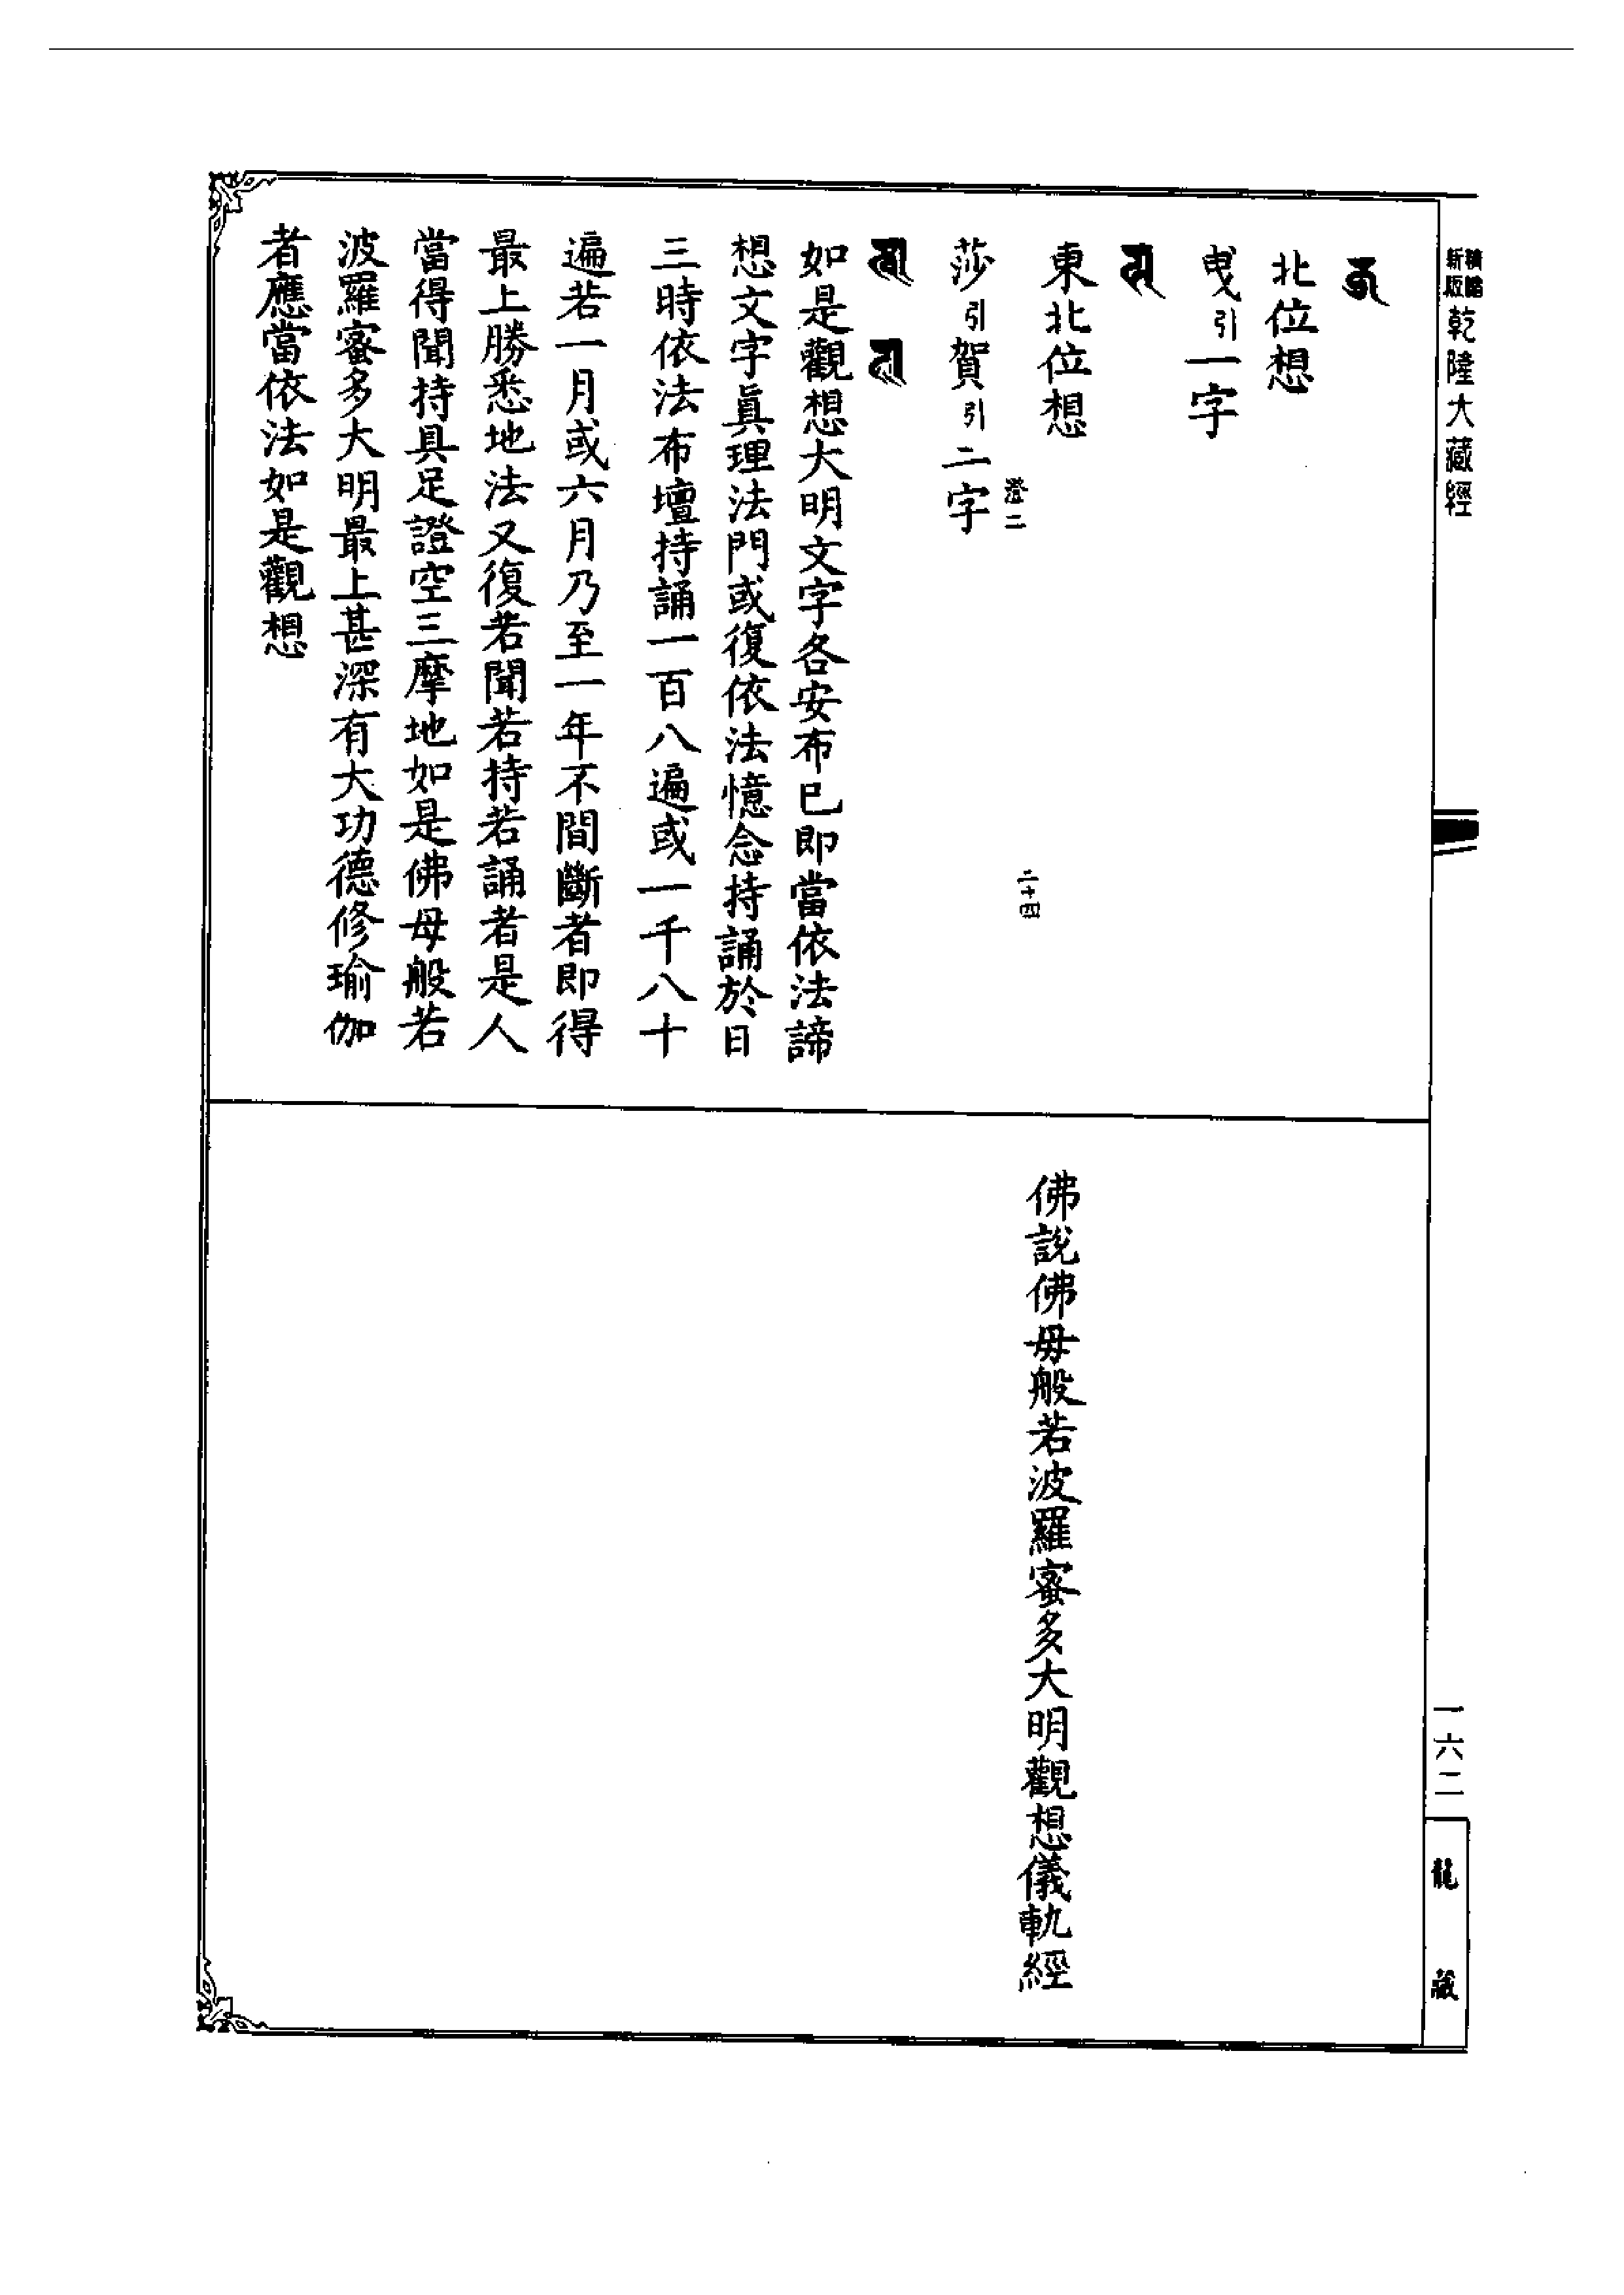 新版
乾隆大藏經
一六二
龍藏
北位想
曳引一字
東北位想
澄二
二十四
莎引賀引二字
如是觀想大明文字各安布已即當依法諦
想文字眞理法門或復依法憶念持誦於日
三時依法布壇持誦一百八遍或一千八十
遍若一月或六月乃至一年不間斷者即得
最上勝悉地法又復若聞若持若誦者是人
當得聞持具足證空三摩地如是佛母般若
波羅蜜多大明最上甚深有大功德修瑜伽
者應當依法如是觀想
佛說佛毋般若波羅蜜多大明觀想儀軌經